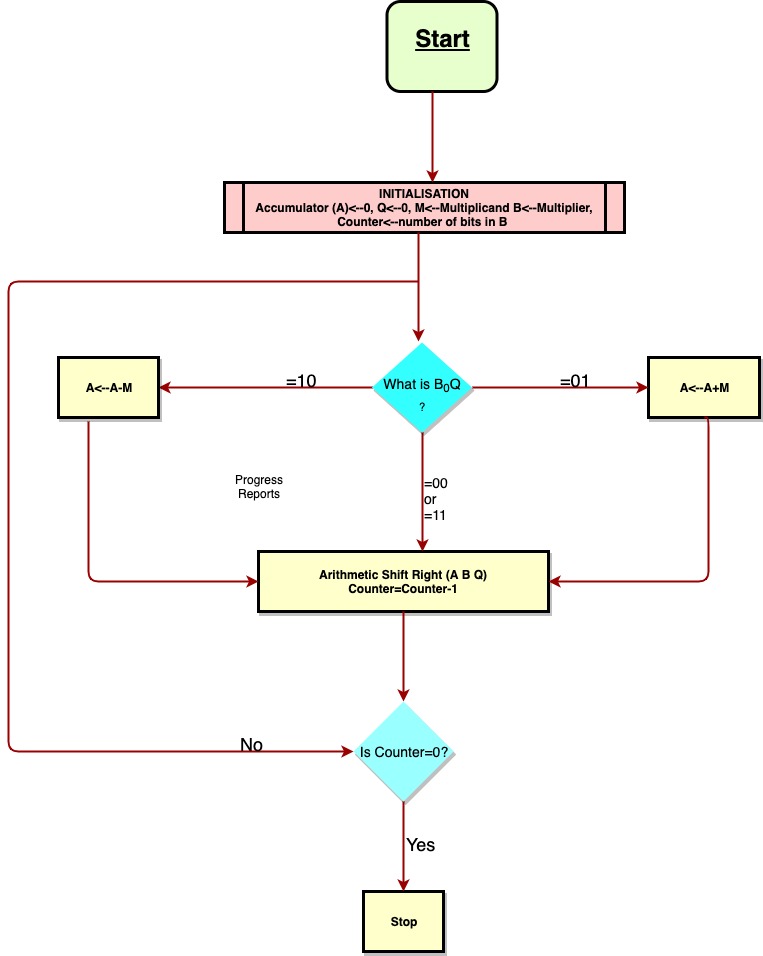 Start
INITIALISATION
Accumulator (A)<--0, Q<--0, M<--Multiplicand B<--Multiplier,
Counter<--number of bits in B
A<--A-M
=10
What is B₀Q
?
=01
A<--A+M
Progress
Reports
=00
or
=11
Arithmetic Shift Right (A B Q)
Counter=Counter-1
No
Is Counter=0?
Yes
Stop